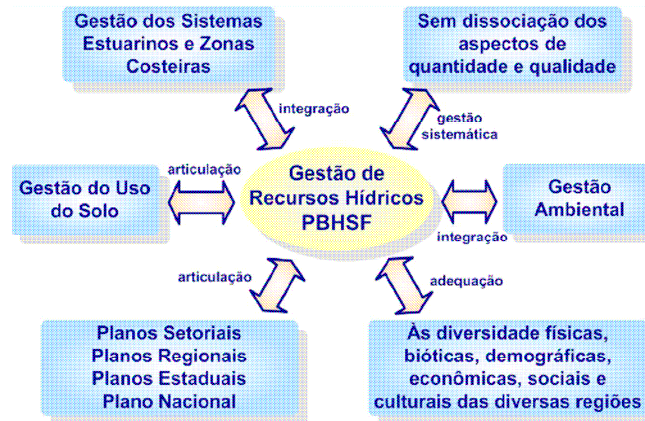 Gestão dos Sistemas
Estuarinos e Zonas
Costeiras
Sem dissociação dos
aspectos de
quantidade e qualidade
integração
gestão
sistemática
articulação
Gestão do Uso
do Solo
Gestão de
Recursos Hídricos
PBHSF
Gestão
Ambiental
integração
articulação
adequação
Planos Setoriais
Planos Regionais
Planos Estaduais
Plano Nacional
Às diversidade físicas,
bióticas, demográficas,
econômicas, sociais e
culturais das diversas regiões